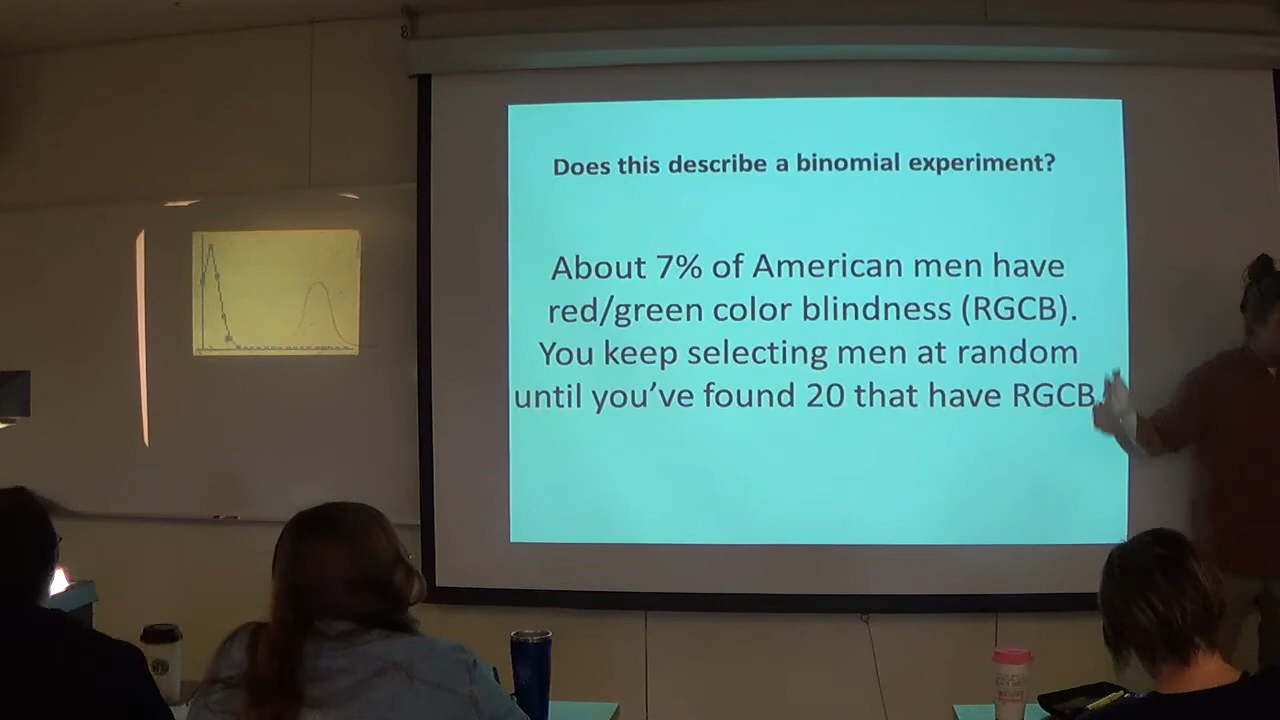 Does this describe a binomial experiment?
About 7% of American men have
red/green color blindness (RGCB).
You keep selecting men at random
until you’ve found 20 that have RGCB.